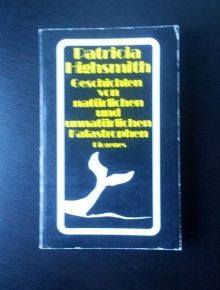 Patricia
Highsmith
Geschichten
von
natürlichen
und
unnatürlichen
Katastrophen
Diogenes